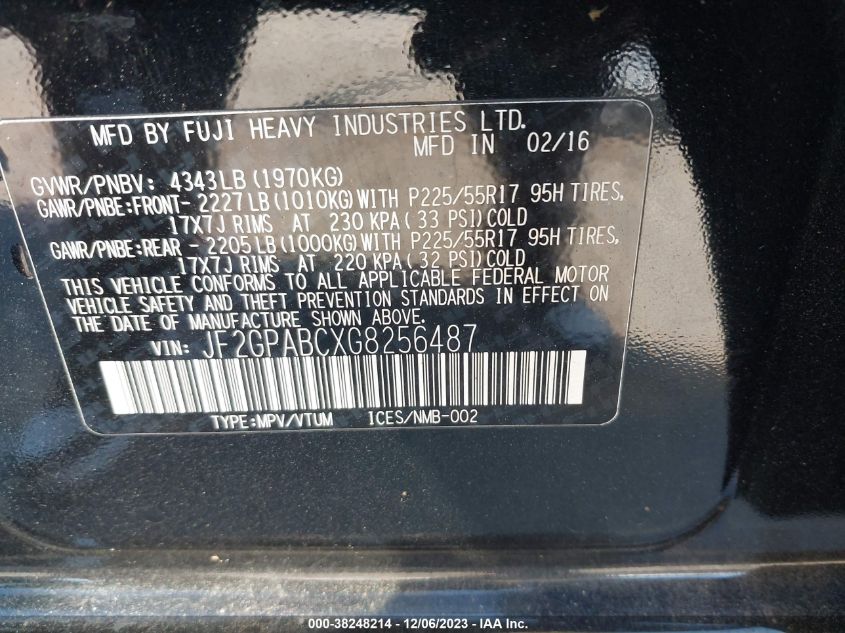 MFD BY FUJI HEAVY INDUSTRIES LTD.
MFD IN 02/16
GVWR/PNBV: 4343LB(1970KG)
GAWR/PNBE:FRONT- 2227LB(1010KG)WITH P225/55R17 95H TIRES,
17X7J RIMS AT 230 KPA( 33 PSI)COLD
GAWR/PNBE:REAR - 2205LB(1000KG)WITH P225/55R17 95H TIRES,
17X7J RIMS AT 220 KPA( 32 PSI)COLD
THIS VEHICLE CONFORMS TO ALL APPLICABLE FEDERAL MOTOR
VEHICLE SAFETY AND THEFT PREVENTION STANDARDS IN EFFECT ON
THE DATE OF MANUFACTURE SHOWN ABOVE.
VIN: JF2GPABCXG8256487
TYPE:MPV/VTUM ICES/NMB-002
000-38248214 - 12/06/2023 - IAA Inc.